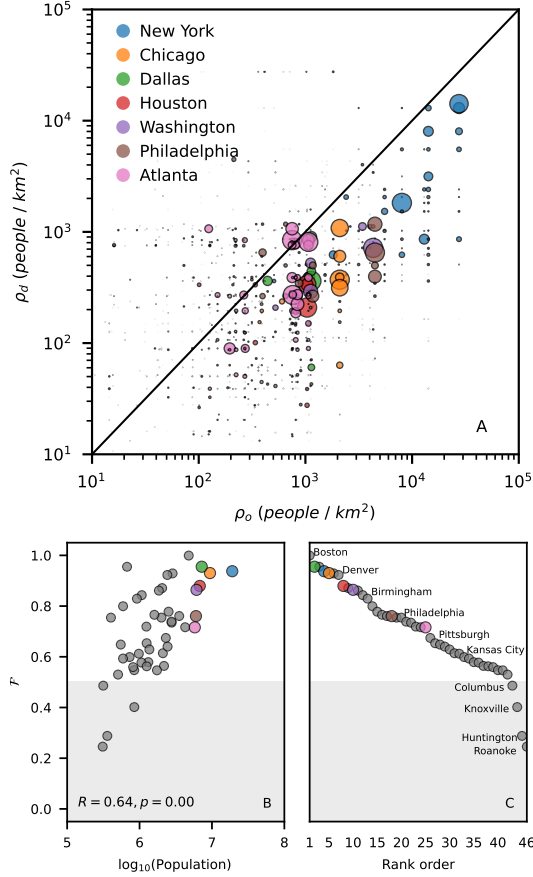 10^5
10^4
10^3
10^2
10^1
ρ_d (people / km^2)
New York
Chicago
Dallas
Houston
Washington
Philadelphia
Atlanta
A
10^1
10^2
10^3
10^4
10^5
ρ_o (people / km^2)
1.0
0.8
0.6
0.4
0.2
0.0
F
R = 0.64, p = 0.00
B
5
6
7
8
log_10(Population)
Boston
Denver
Birmingham
Philadelphia
Pittsburgh
Kansas City
Columbus
Knoxville
Huntington
Roanoke
C
1
5
10
15
20
25
30
35
40
46
Rank order